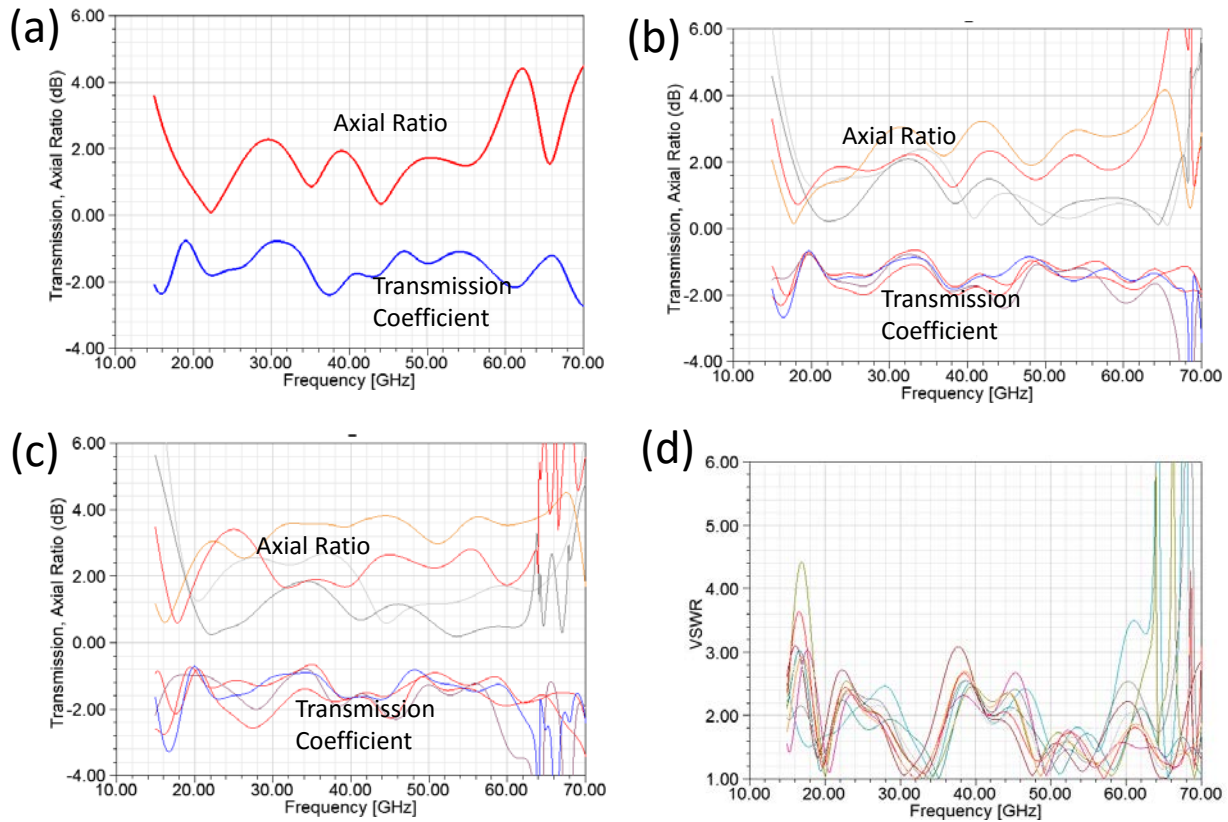 (a)
6.00
4.00
2.00
0.00
-2.00
-4.00
Transmission, Axial Ratio (dB)
Axial Ratio
Transmission
Coefficient
10.00 20.00 30.00 40.00 50.00 60.00 70.00
Frequency [GHz]
(b)
6.00
4.00
2.00
0.00
-2.00
-4.00
Transmission, Axial Ratio (dB)
Axial Ratio
Transmission
Coefficient
10.00 20.00 30.00 40.00 50.00 60.00 70.00
Frequency [GHz]
(c)
6.00
4.00
2.00
0.00
-2.00
-4.00
Transmission, Axial Ratio (dB)
Axial Ratio
Transmission
Coefficient
10.00 20.00 30.00 40.00 50.00 60.00 70.00
Frequency [GHz]
(d)
6.00
5.00
4.00
3.00
2.00
1.00
VSWR
10.00 20.00 30.00 40.00 50.00 60.00 70.00
Frequency [GHz]